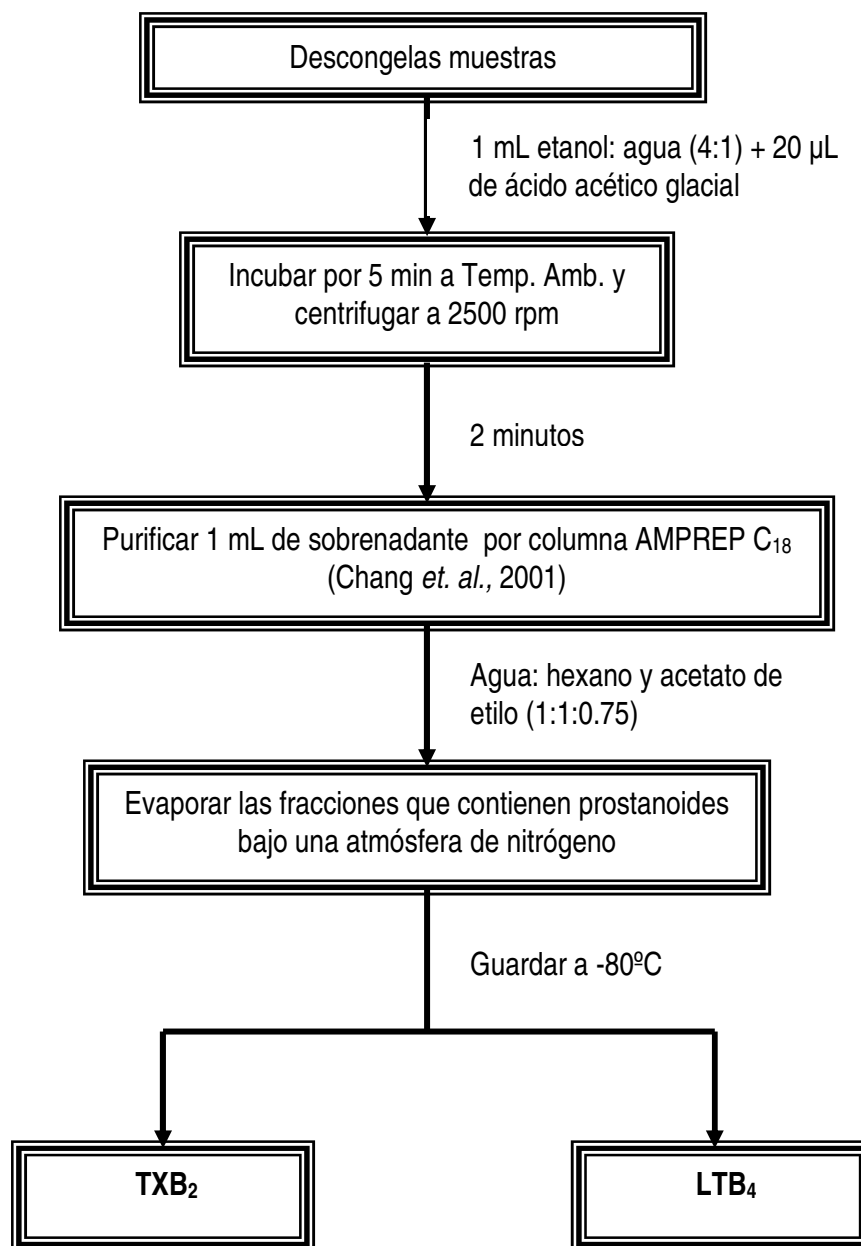 Descongelas muestras
1 mL etanol: agua (4:1) + 20 µL
de ácido acético glacial
Incubar por 5 min a Temp. Amb. y
centrifugar a 2500 rpm
2 minutos
Purificar 1 mL de sobrenadante por columna AMPREP C₁₈
(Chang et. al., 2001)
Agua: hexano y acetato de
etilo (1:1:0.75)
Evaporar las fracciones que contienen prostanoides
bajo una atmósfera de nitrógeno
Guardar a -80ºC
TXB₂
LTB₄